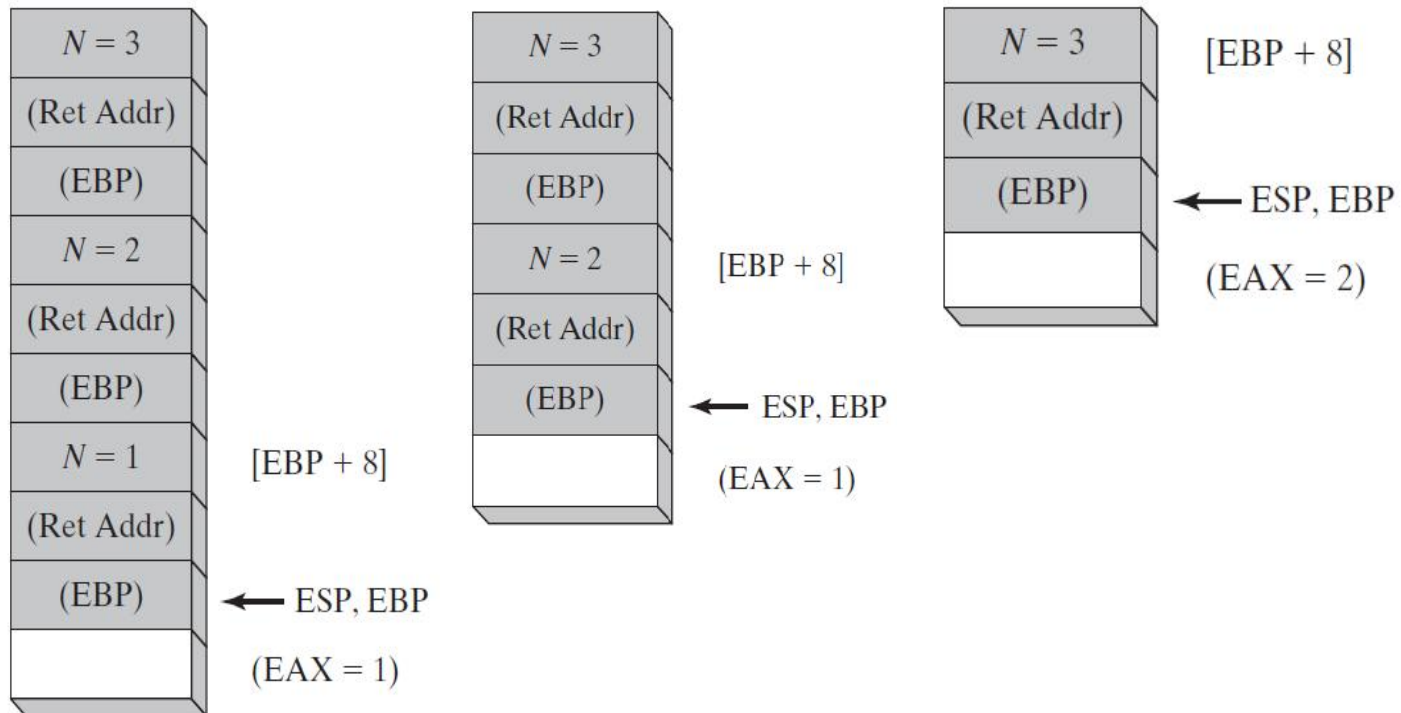 N = 3
(Ret Addr)
(EBP)
N = 2
(Ret Addr)
(EBP)
N = 1
[EBP + 8]
(Ret Addr)
(EBP)
ESP, EBP
(EAX = 1)
N = 3
(Ret Addr)
(EBP)
N = 2
[EBP + 8]
(Ret Addr)
(EBP)
ESP, EBP
(EAX = 1)
N = 3
[EBP + 8]
(Ret Addr)
(EBP)
ESP, EBP
(EAX = 2)